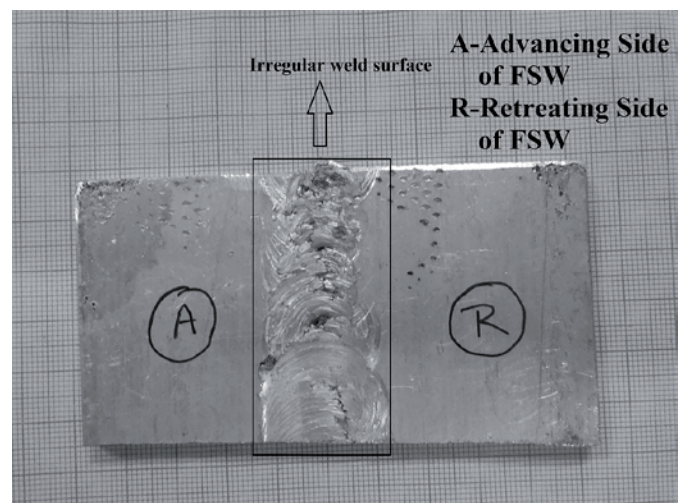 Irregular weld surface
A-Advancing Side
of FSW
R-Retreating Side
of FSW
A
R